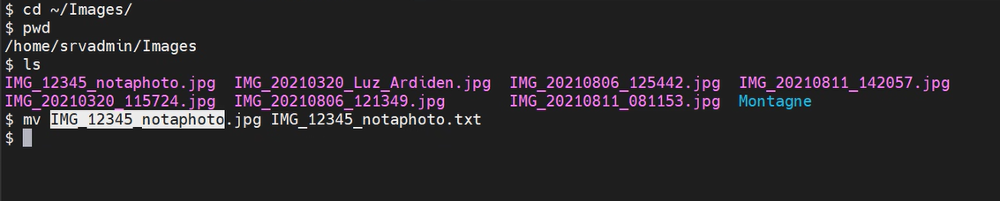 $ cd ~/Images/
$ pwd
/home/srvadmin/Images
$ ls
IMG_12345_notaphoto.jpg  IMG_20210320_Luz_Ardiden.jpg  IMG_20210806_125442.jpg  IMG_20210811_142057.jpg
IMG_20210320_115724.jpg  IMG_20210806_121349.jpg       IMG_20210811_081153.jpg  Montagne
$ mv IMG_12345_notaphoto.jpg IMG_12345_notaphoto.txt
$